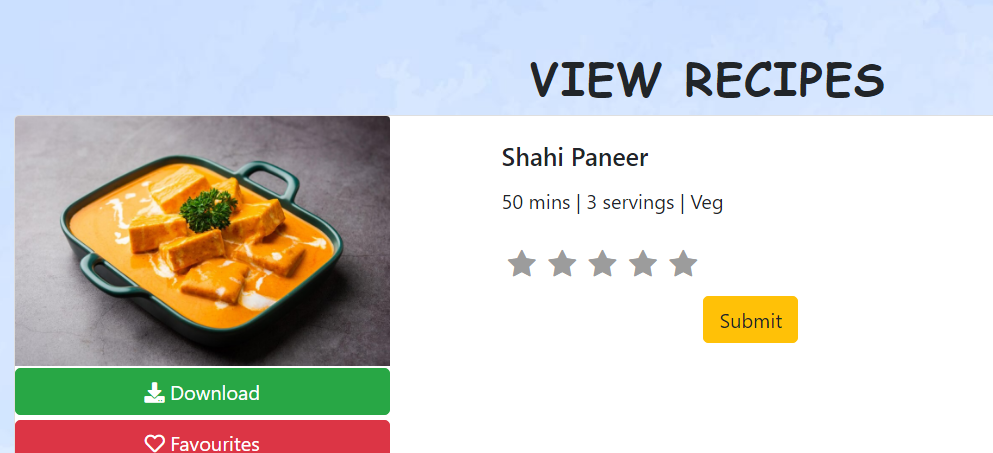 VIEW RECIPES
Shahi Paneer
50 mins | 3 servings | Veg
Submit
Download
Favourites